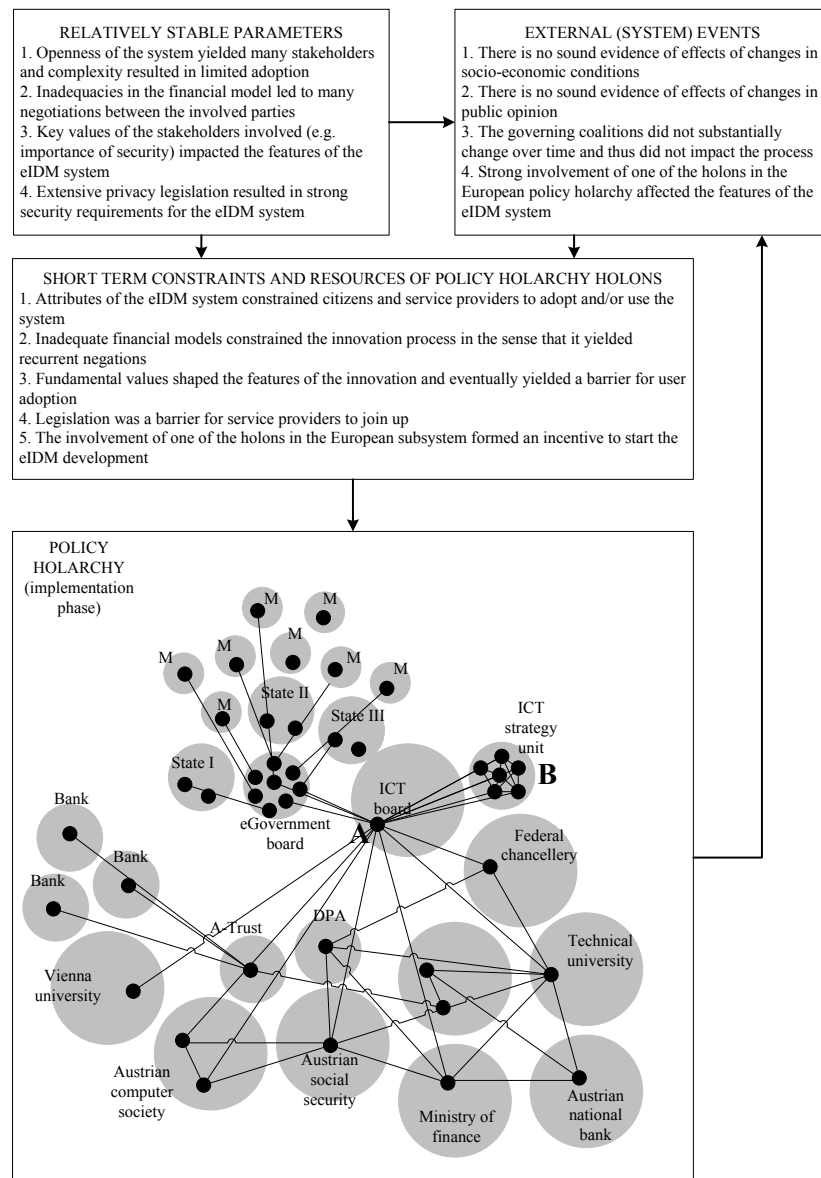 RELATIVELY STABLE PARAMETERS
1. Openness of the system yielded many stakeholders
and complexity resulted in limited adoption
2. Inadequacies in the financial model led to many
negotiations between the involved parties
3. Key values of the stakeholders involved (e.g.
importance of security) impacted the features of the
eIDM system
4. Extensive privacy legislation resulted in strong
security requirements for the eIDM system
EXTERNAL (SYSTEM) EVENTS
1. There is no sound evidence of effects of changes in
socio-economic conditions
2. There is no sound evidence of effects of changes in
public opinion
3. The governing coalitions did not substantially
change over time and thus did not impact the process
4. Strong involvement of one of the holons in the
European policy holarchy affected the features of the
eIDM system
SHORT TERM CONSTRAINTS AND RESOURCES OF POLICY HOLARCHY HOLONS
1. Attributes of the eIDM system constrained citizens and service providers to adopt and/or use the
system
2. Inadequate financial models constrained the innovation process in the sense that it yielded
recurrent negations
3. Fundamental values shaped the features of the innovation and eventually yielded a barrier for user
adoption
4. Legislation was a barrier for service providers to join up
5. The involvement of one of the holons in the European subsystem formed an incentive to start the
eIDM development
POLICY
HOLARCHY
(implementation
phase)
M
M
M
M
M
M
M
M
State II
State III
State I
eGovernment
board
ICT
board
A
ICT
strategy
unit
B
Bank
Bank
Bank
A-Trust
DPA
Federal
chancellery
Technical
university
Vienna
university
Austrian
computer
society
Austrian
social
security
Ministry of
finance
Austrian
national
bank